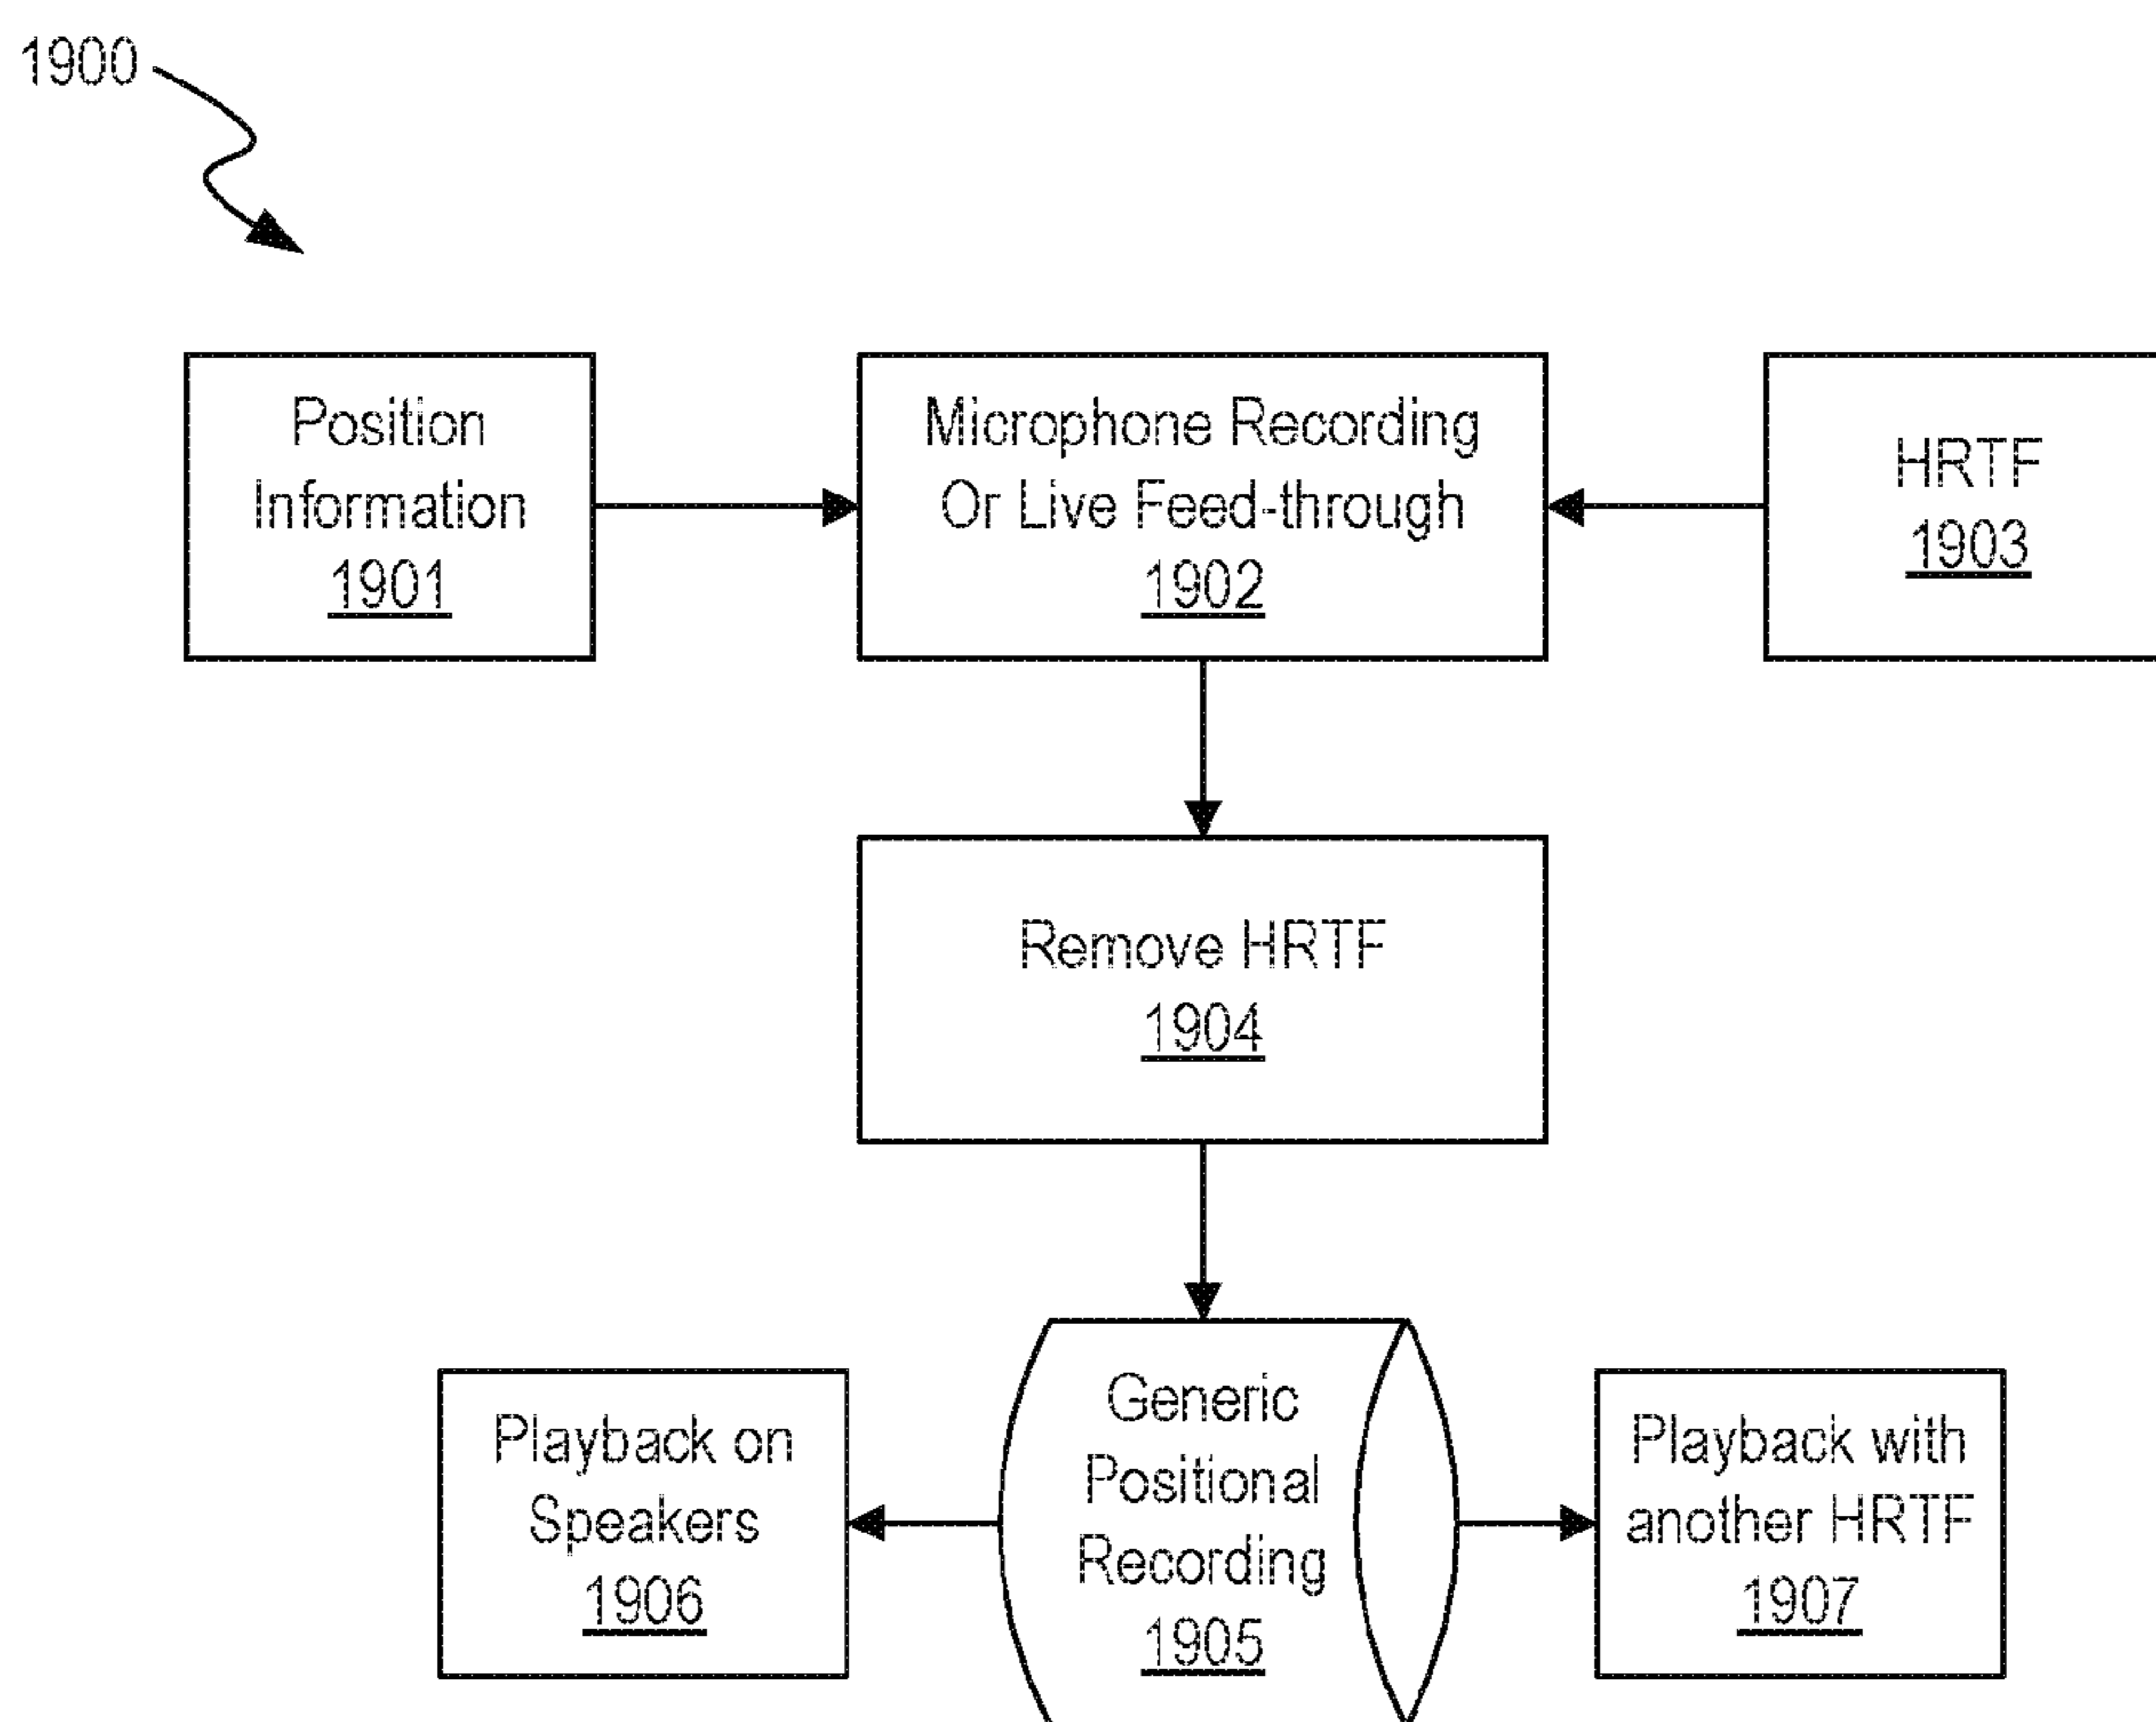 1900
Position
Information
1901
Microphone Recording
Or Live Feed-through
1902
HRTF
1903
Remove HRTF
1904
Playback on
Speakers
1906
Generic
Positional
Recording
1905
Playback with
another HRTF
1907